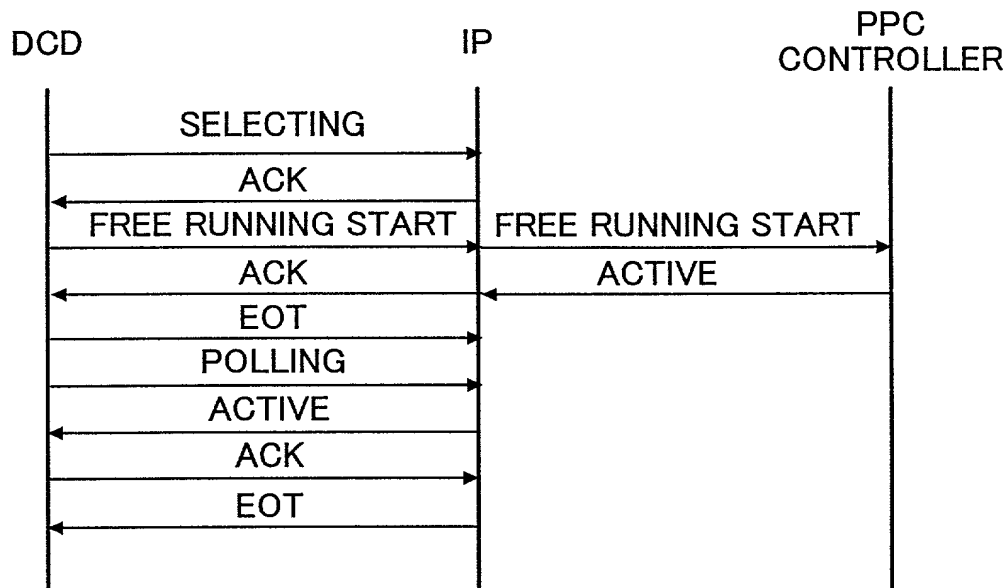 DCD
IP
PPC
CONTROLLER
SELECTING
ACK
FREE RUNNING START
FREE RUNNING START
ACK
ACTIVE
EOT
POLLING
ACTIVE
ACK
EOT